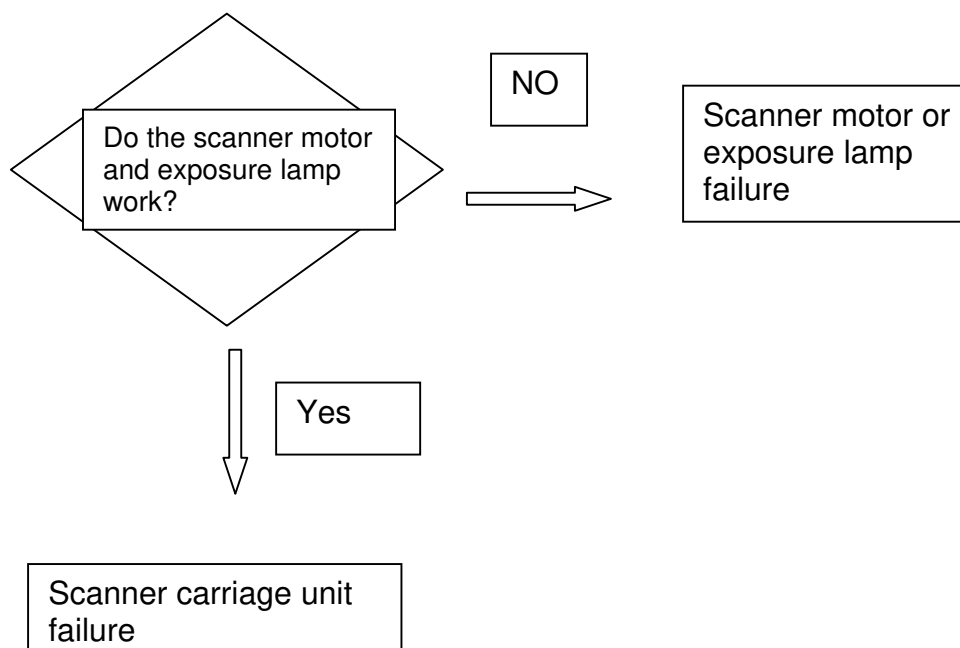 Do the scanner motor
and exposure lamp
work?
NO
Scanner motor or
exposure lamp
failure
Yes
Scanner carriage unit
failure